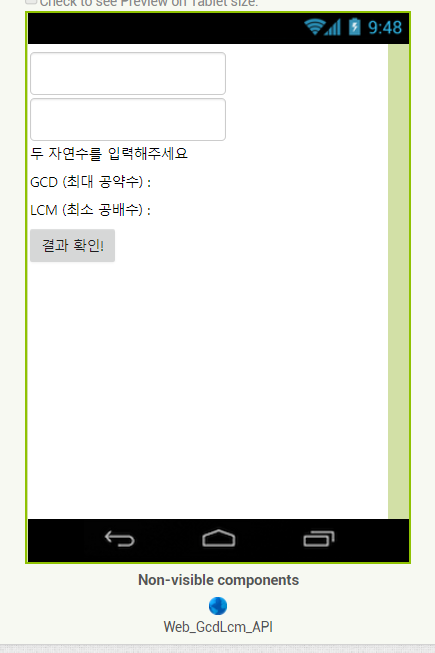 Check to see Preview on Tablet size.
9:48
두 자연수를 입력해주세요
GCD (최대 공약수) :
LCM (최소 공배수) :
결과 확인!
Non-visible components
Web_GcdLcm_API